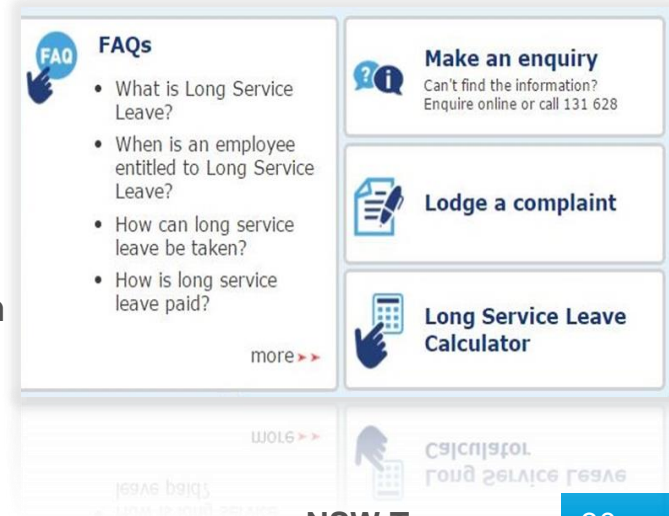 FAQ
FAQs
• What is Long Service
Leave?
• When is an employee
entitled to Long Service
Leave?
• How can long service
leave be taken?
• How is long service
leave paid?
more
Make an enquiry
Can't find the information?
Enquire online or call 131 628
Lodge a complaint
Long Service Leave
Calculator